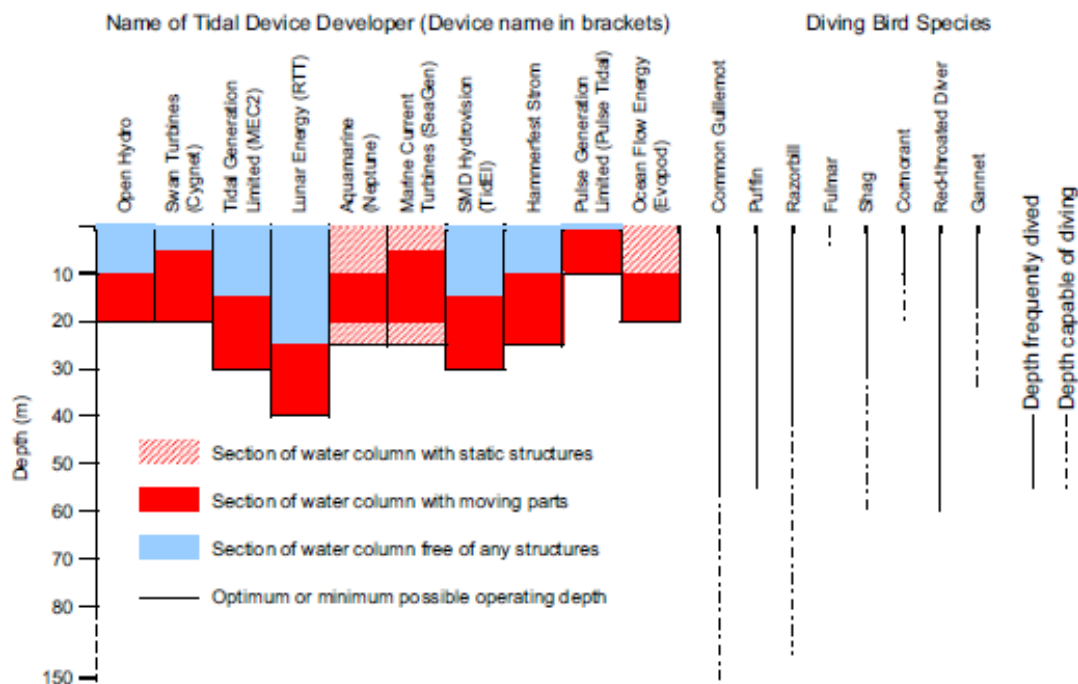 Name of Tidal Device Developer (Device name in brackets)
Diving Bird Species
Open Hydro
Swan Turbines
(Cygnet)
Tidal Generation
Limited (MEC2)
Lunar Energy (RTT)
Aquamarine
(Neptune)
Marine Current
Turbines (SeaGen)
SMD Hydrovision
(TidEl)
Hammerfest Strom
Pulse Generation
Limited (Pulse Tidal)
Ocean Flow Energy
(Evopod)
Common Guillemot
Puffin
Razorbill
Fulmar
Shag
Cormorant
Red-throated Diver
Gannet
Depth frequently dived
Depth capable of diving
Depth (m)
10
20
30
40
50
60
70
80
150
Section of water column with static structures
Section of water column with moving parts
Section of water column free of any structures
Optimum or minimum possible operating depth